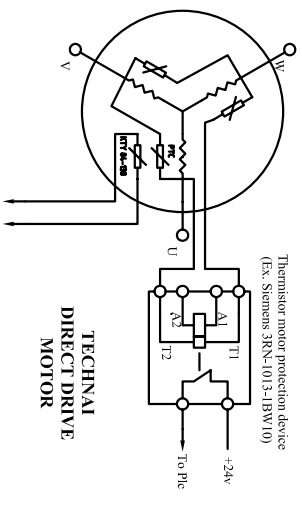 Thermistor motor protection device
(Ex. Siemens 3RN-1013-1BW10)
W
V
U
PTC
KTY 84-130
A1
A2
T1
T2
+24v
To Plc
TECHNAI
DIRECT DRIVE
MOTOR